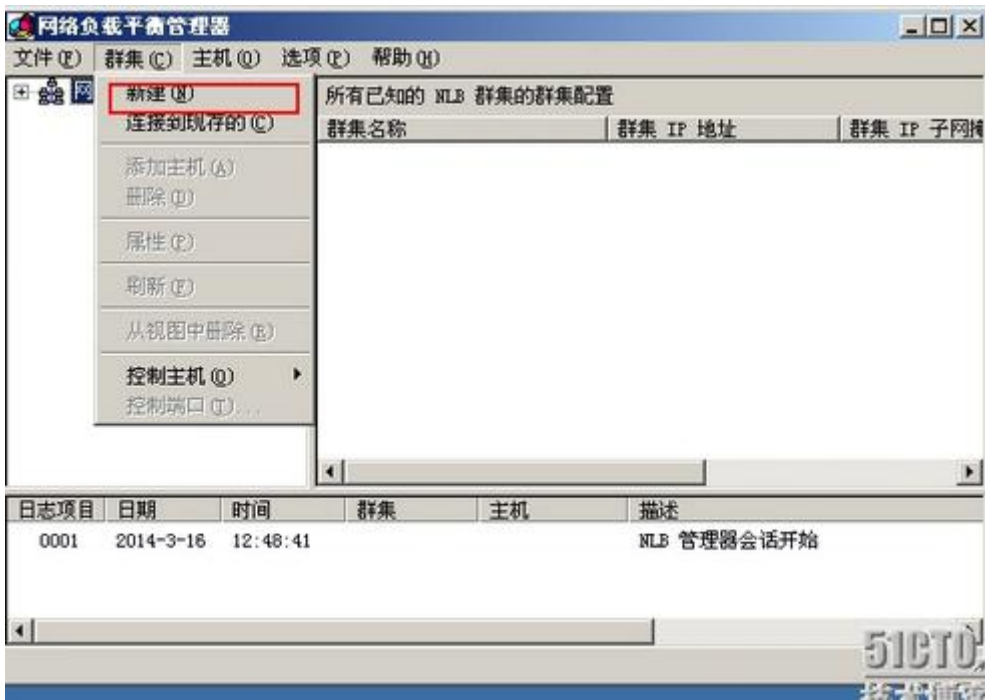 网络负载平衡管理器
文件(F) 群集(C) 主机(O) 选项(P) 帮助(H)
网
新建(N)
连接到现存的(C)
添加主机(A)
删除(D)
属性(P)
刷新(F)
从视图中删除(R)
控制主机(O)
控制端口(T)...
所有已知的 NLB 群集的群集配置
群集名称 群集 IP 地址 群集 IP 子网掩
日志项目 日期 时间 群集 主机 描述
0001 2014-3-16 12:48:41 NLB 管理器会话开始
51CTO.
技术博客